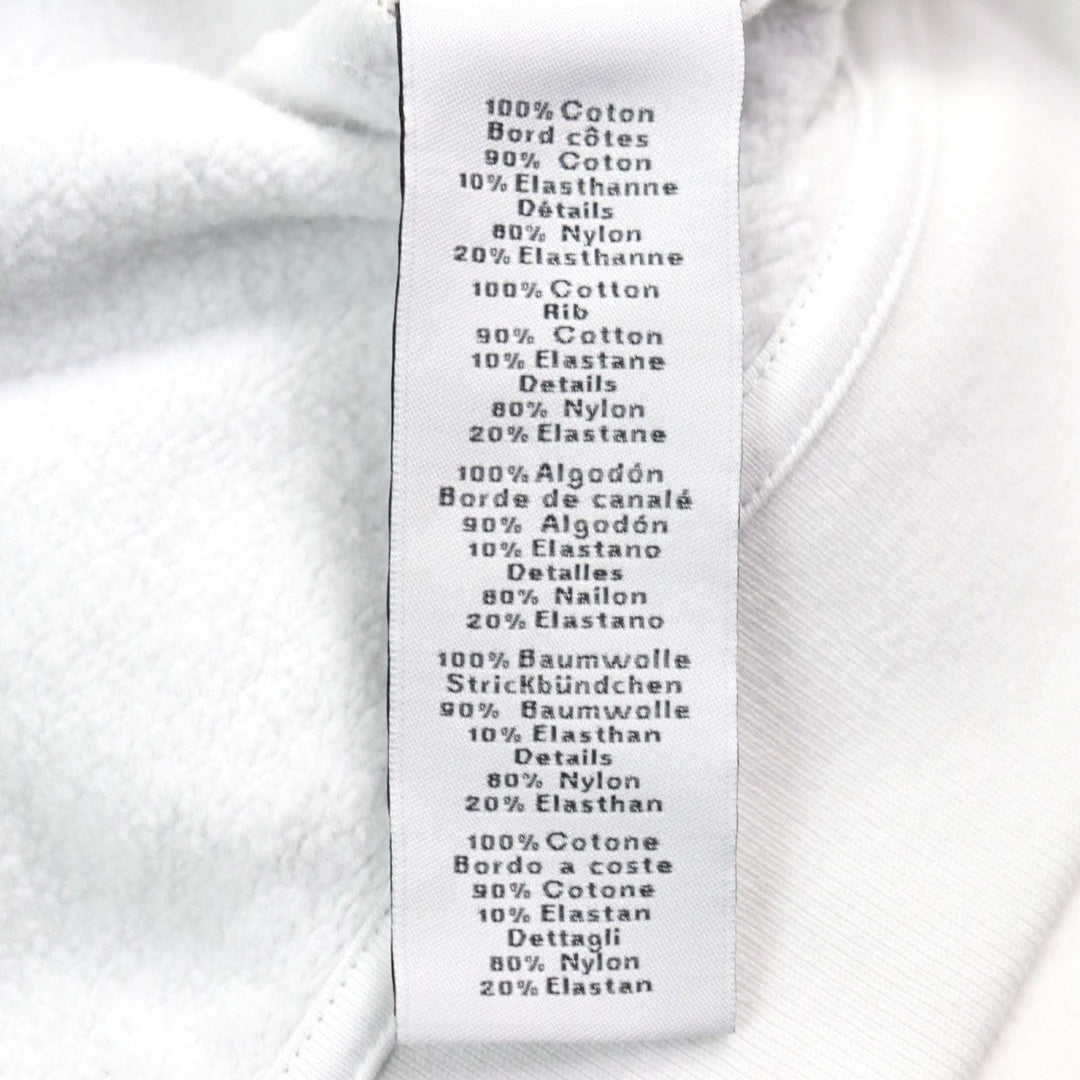 100% Coton
Bord côtes
90% Coton
10% Elasthanne
Détails
80% Nylon
20% Elasthanne
100% Cotton
Rib
90% Cotton
10% Elastane
Details
80% Nylon
20% Elastane
100% Algodón
Borde de canalé
90% Algodón
10% Elastano
Detalles
80% Nailon
20% Elastano
100% Baumwolle
Strickbündchen
90% Baumwolle
10% Elasthan
Details
80% Nylon
20% Elasthan
100% Cotone
Bordo a coste
90% Cotone
10% Elastan
Dettagli
80% Nylon
20% Elastan